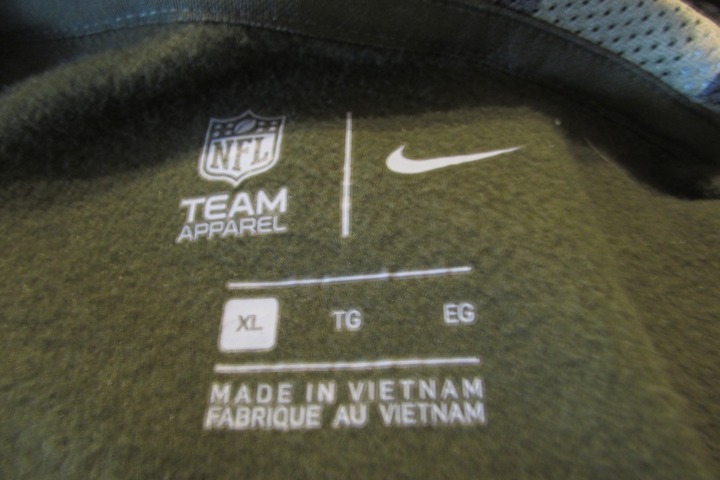 NFL
TEAM
APPAREL
XL TG EG
MADE IN VIETNAM
FABRIQUE AU VIETNAM